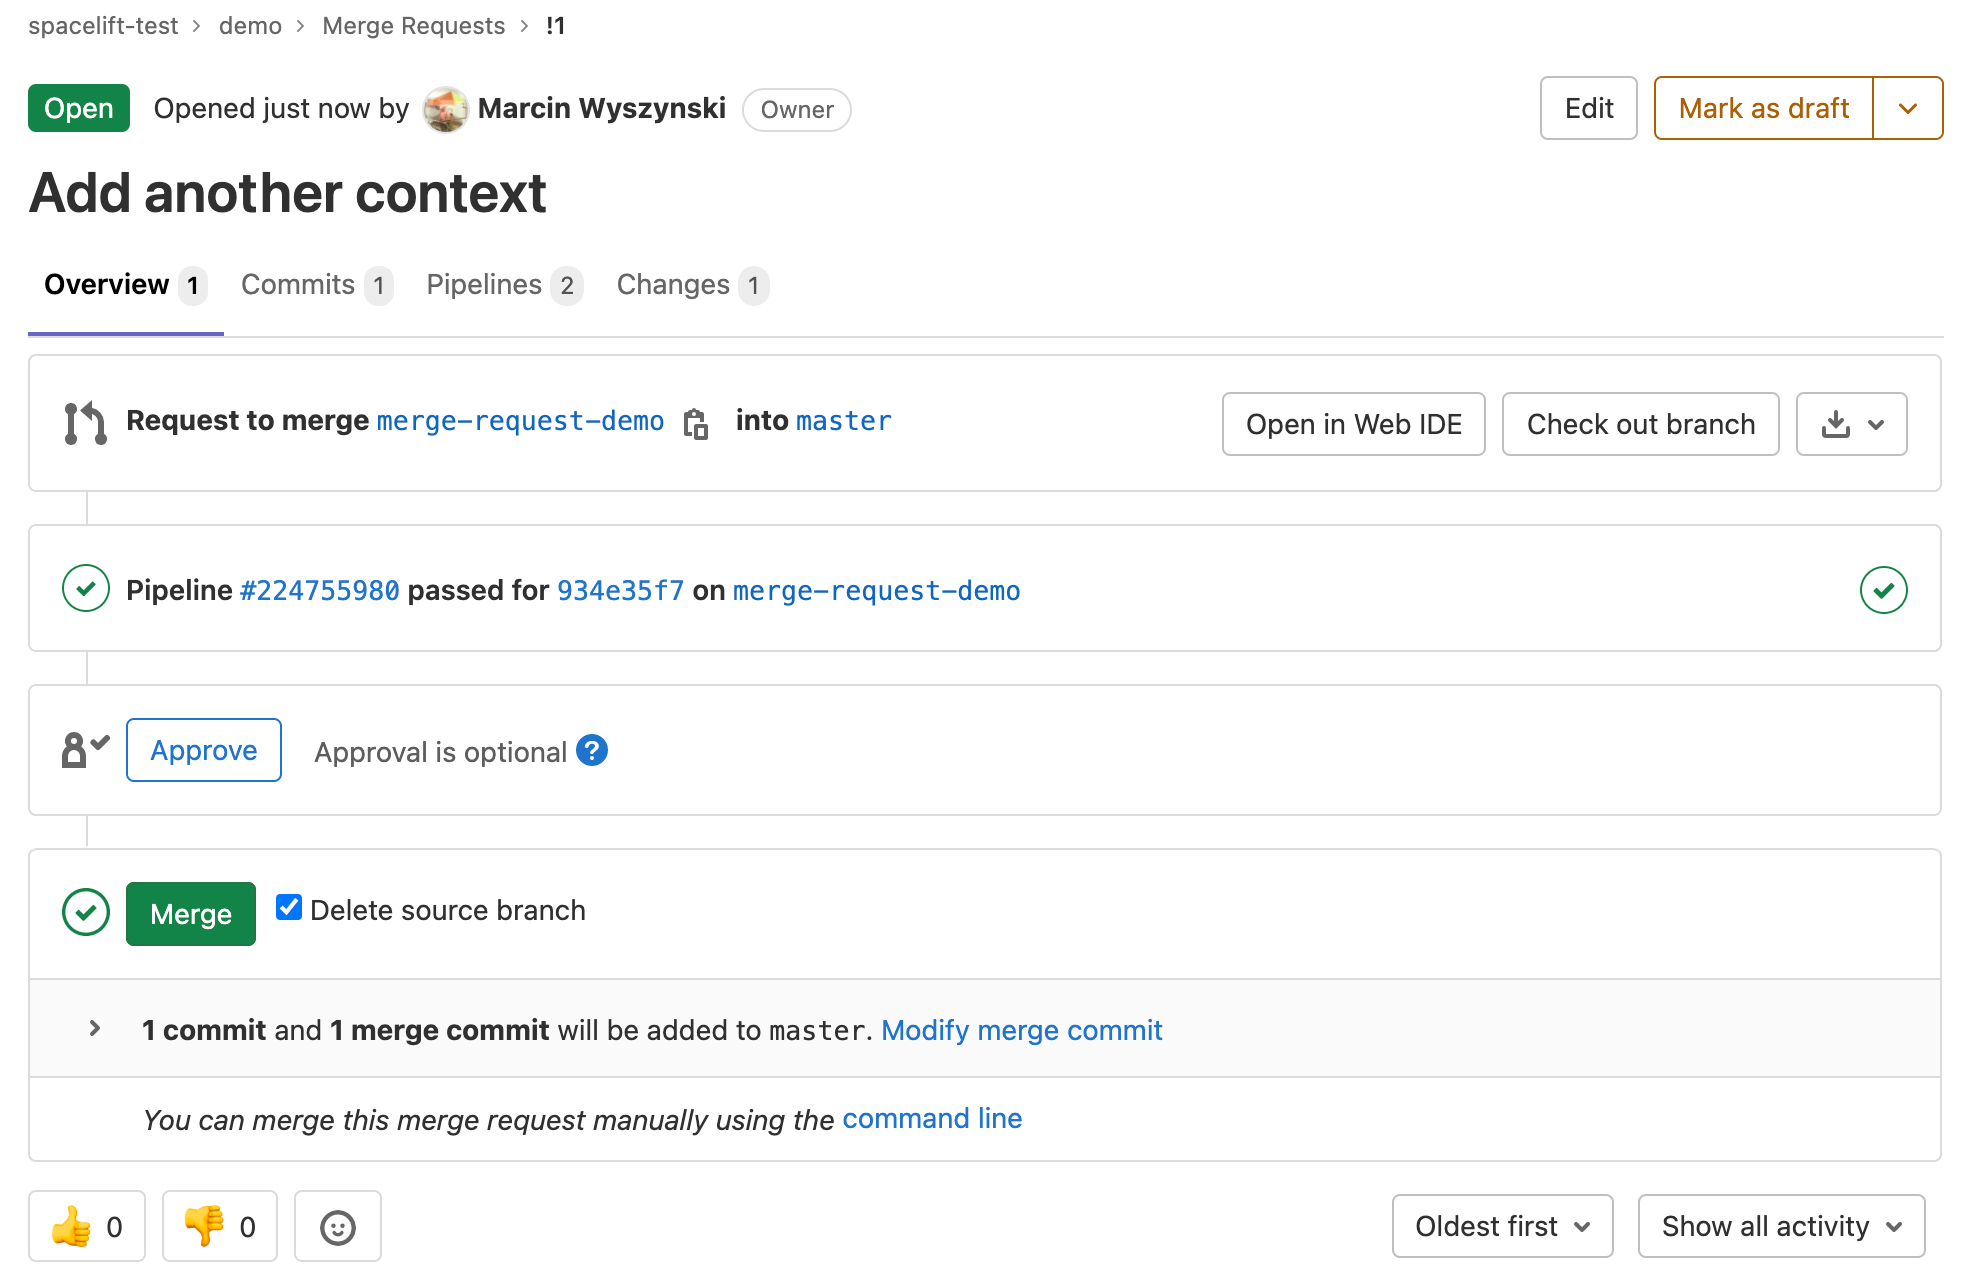 spacelift-test > demo > Merge Requests > !1
Open Opened just now by Marcin Wyszynski Owner Edit Mark as draft
Add another context
Overview 1 Commits 1 Pipelines 2 Changes 1
Request to merge merge-request-demo into master Open in Web IDE Check out branch
Pipeline #224755980 passed for 934e35f7 on merge-request-demo
Approve Approval is optional ?
Merge Delete source branch
1 commit and 1 merge commit will be added to master. Modify merge commit
You can merge this merge request manually using the command line
0 0 Oldest first Show all activity